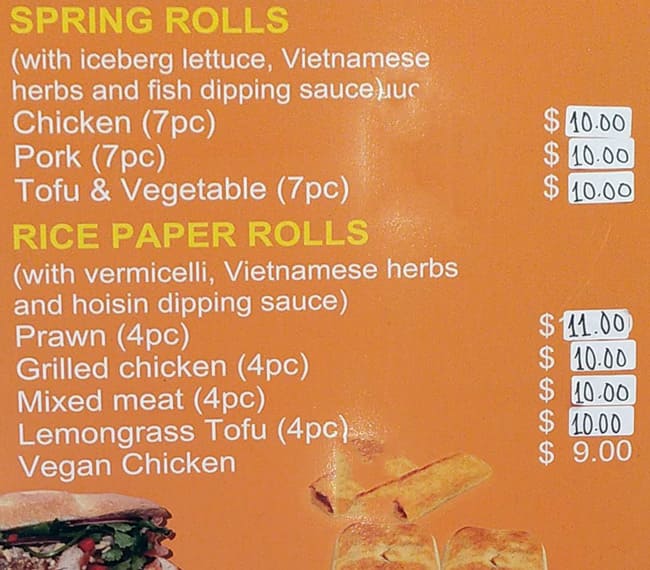 SPRING ROLLS
(with iceberg lettuce, Vietnamese
herbs and fish dipping sauce)
Chicken (7pc) $ 10.00
Pork (7pc) $ 10.00
Tofu & Vegetable (7pc) $ 10.00
RICE PAPER ROLLS
(with vermicelli, Vietnamese herbs
and hoisin dipping sauce)
Prawn (4pc) $ 11.00
Grilled chicken (4pc) $ 10.00
Mixed meat (4pc) $ 10.00
Lemongrass Tofu (4pc) $ 10.00
Vegan Chicken $ 9.00